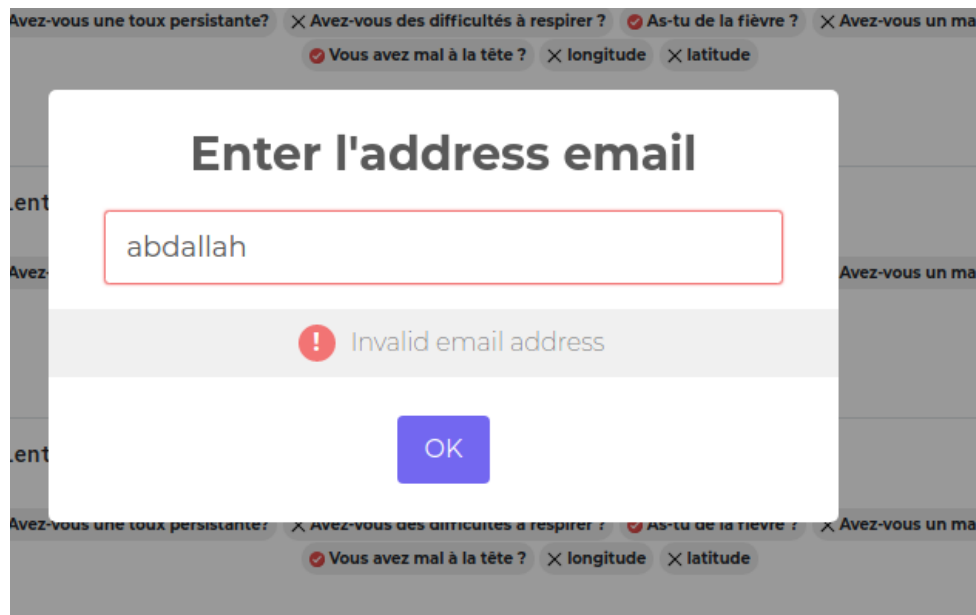 Avez-vous une toux persistante? Avez-vous des difficultés à respirer ? As-tu de la fièvre ? Avez-vous un ma
Vous avez mal à la tête ? longitude latitude
Enter l'address email
.ent
abdallah
Avez- Avez-vous un ma
Invalid email address
OK
.ent
Avez-vous une toux persistante? Avez-vous des difficultés à respirer ? As-tu de la fièvre ? Avez-vous un ma
Vous avez mal à la tête ? longitude latitude